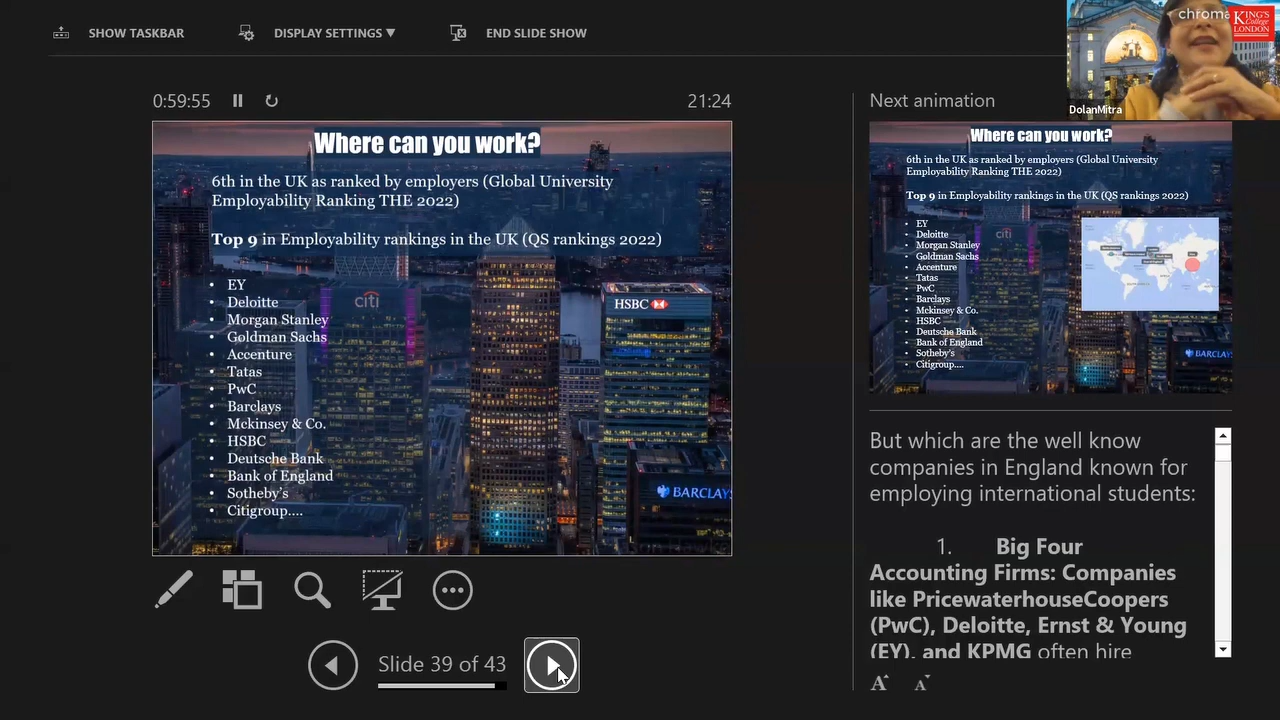 SHOW TASKBAR
DISPLAY SETTINGS ▼
END SLIDE SHOW
chroma
KING'S
College
LONDON
DolanMitra
0:59:55
21:24
Where can you work?
6th in the UK as ranked by employers (Global University
Employability Ranking THE 2022)
Top 9 in Employability rankings in the UK (QS rankings 2022)
• EY
• Deloitte
• Morgan Stanley
• Goldman Sachs
• Accenture
• Tatas
• PwC
• Barclays
• Mckinsey & Co.
• HSBC
• Deutsche Bank
• Bank of England
• Sotheby's
• Citigroup....
citi
HSBC
BARCLAYS
Slide 39 of 43
Next animation
Where can you work?
6th in the UK as ranked by employers (Global University
Employability Ranking THE 2022)
Top 9 in Employability rankings in the UK (QS rankings 2022)
• EY
• Deloitte
• Morgan Stanley
• Goldman Sachs
• Accenture
• Tatas
• PwC
• Barclays
• Mckinsey & Co.
• HSBC
• Deutsche Bank
• Bank of England
• Sotheby's
• Citigroup....
citi
BARCLAYS
But which are the well know
companies in England known for
employing international students:
1. Big Four
Accounting Firms: Companies
like PricewaterhouseCoopers
(PwC), Deloitte, Ernst & Young
(EY), and KPMG often hire
A A